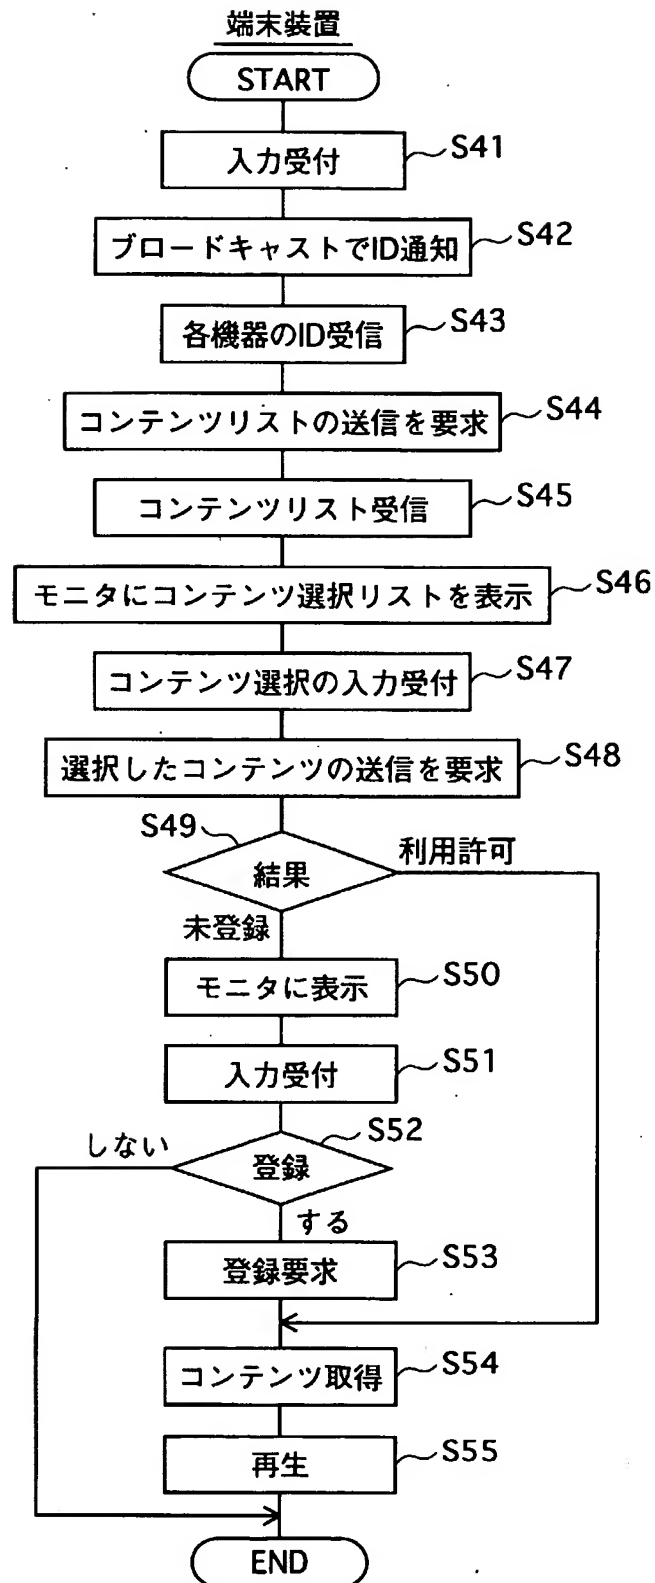 端末装置
START
入力受付 S41
ブロードキャストでID通知 S42
各機器のID受信 S43
コンテンツリストの送信を要求 S44
コンテンツリスト受信 S45
モニタにコンテンツ選択リストを表示 S46
コンテンツ選択の入力受付 S47
選択したコンテンツの送信を要求 S48
S49 結果 利用許可
未登録
モニタに表示 S50
入力受付 S51
しない 登録 S52
する
登録要求 S53
コンテンツ取得 S54
再生 S55
END